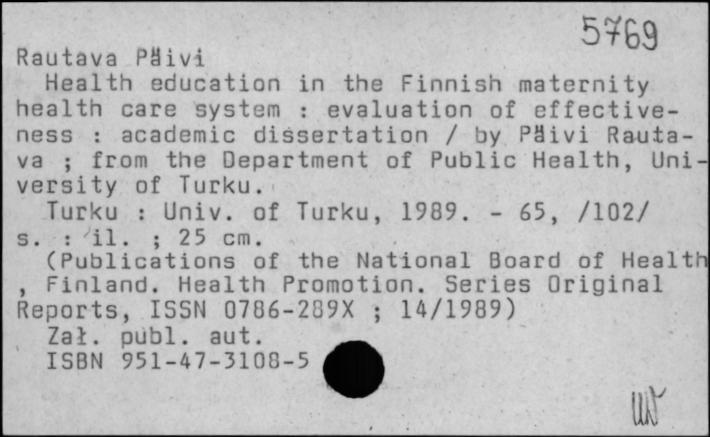 5769
Rautava Päivi
Health education in the Finnish maternity
health care system : evaluation of effective-
ness : academic dissertation / by Päivi Rauta-
va ; from the Department of Public Health, Uni-
versity of Turku.
Turku : Univ. of Turku, 1989. - 65, /102/
s. : il. ; 25 cm.
(Publications of the National Board of Health
, Finland. Health Promotion. Series Original
Reports, ISSN 0786-289X ; 14/1989)
Zał. publ. aut.
ISBN 951-47-3108-5